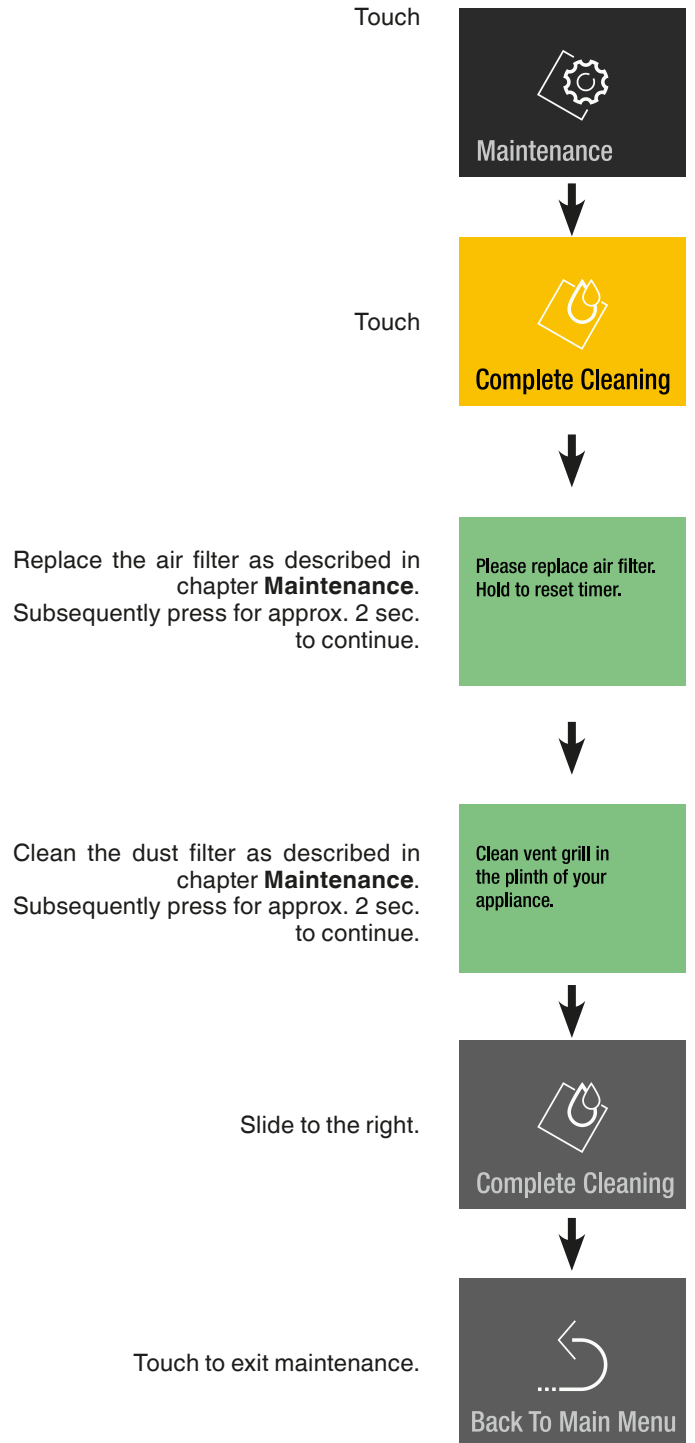 Touch
Maintenance
Touch
Complete Cleaning
Replace the air filter as described in
chapter Maintenance.
Subsequently press for approx. 2 sec.
to continue.
Please replace air filter.
Hold to reset timer.
Clean the dust filter as described in
chapter Maintenance.
Subsequently press for approx. 2 sec.
to continue.
Clean vent grill in
the plinth of your
appliance.
Slide to the right.
Complete Cleaning
Touch to exit maintenance.
Back To Main Menu